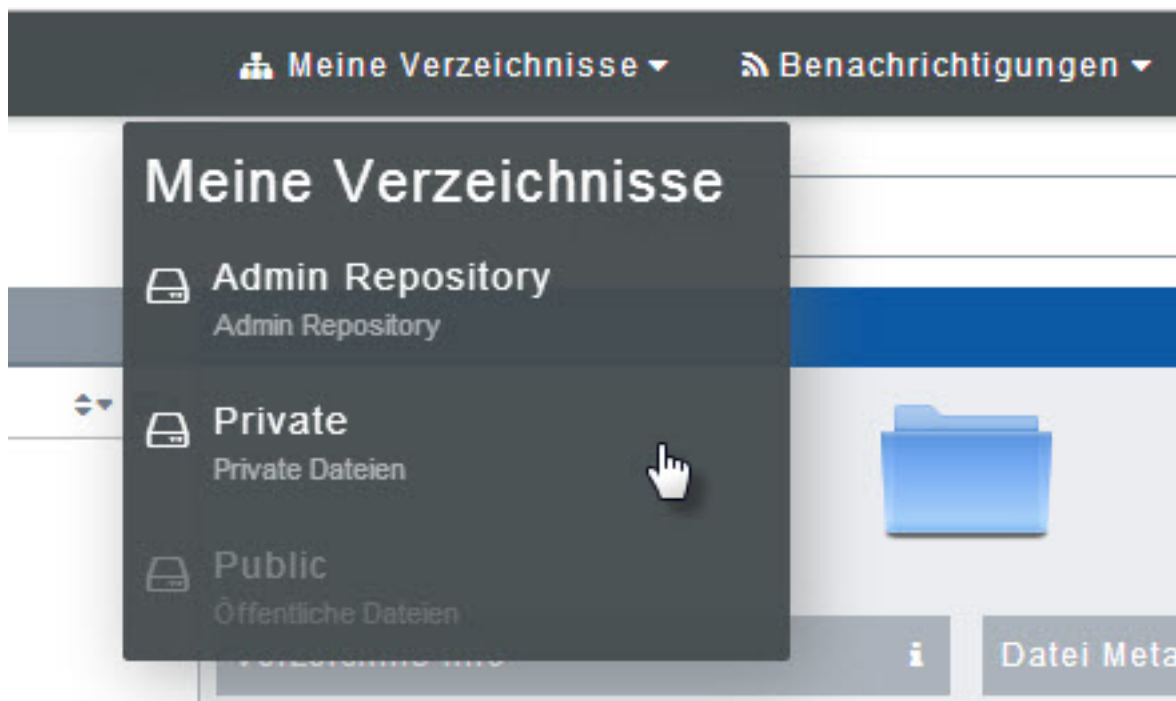 Meine Verzeichnisse
Benachrichtigungen
Meine Verzeichnisse
Admin Repository
Admin Repository
Private
Private Dateien
Public
Öffentliche Dateien
Datei Meta